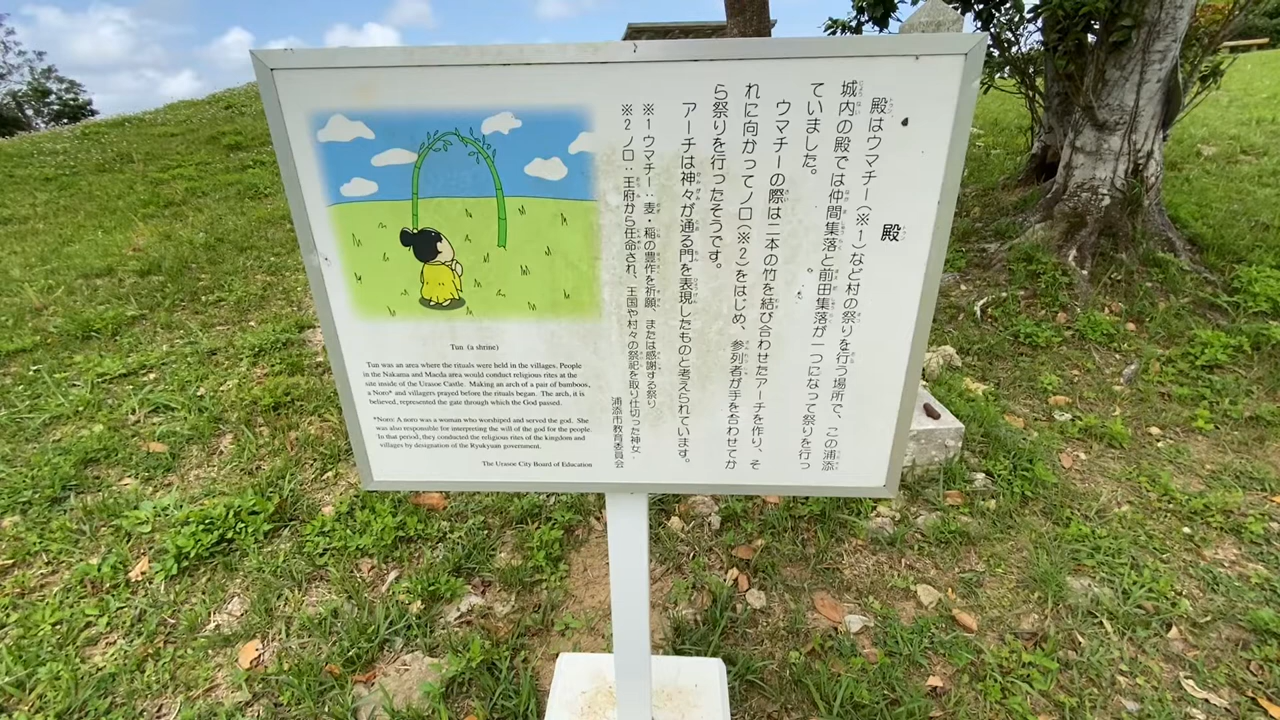 殿
殿はウマチー(※1)など村の祭りを行う場所で、この浦添
城内の殿では仲間集落と前田集落が一つになって祭りを行っ
ていました。
ウマチーの際は二本の竹を結び合わせたアーチを作り、そ
れに向かってノロ(※2)をはじめ、参列者が手を合わせてか
ら祭りを行ったそうです。
アーチは神々が通る門を表現したものと考えられています。
※1ウマチー:麦・稲の豊作を祈願、または感謝する祭り
※2ノロ:王府から任命され、王国や村々の祭祀を取り仕切った神女。
浦添市教育委員会
Tun (a shrine)
Tun was an area where the rituals were held in the villages. People
in the Nakama and Maeda area would conduct religious rites at the
site inside of the Urasoe Castle. Making an arch of a pair of bamboos,
a Noro* and villagers prayed before the rituals began. The arch, it is
believed, represented the gate through which the God passed.
*Noro: A noro was a woman who worshiped and served the god. She
was also responsible for interpreting the will of the god for the people.
In that period, they conducted the religious rites of the kingdom and
villages by designation of the Ryukyuan government.
The Urasoe City Board of Education